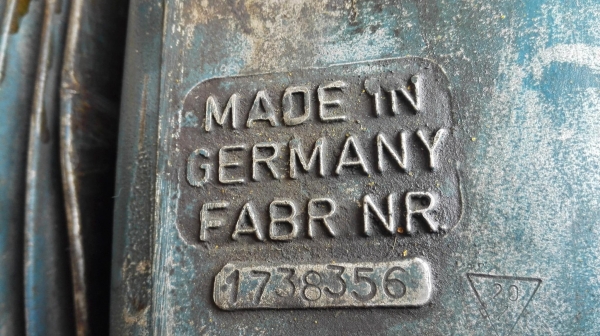 MADE IN
GERMANY
FABR NR.
1738356
20